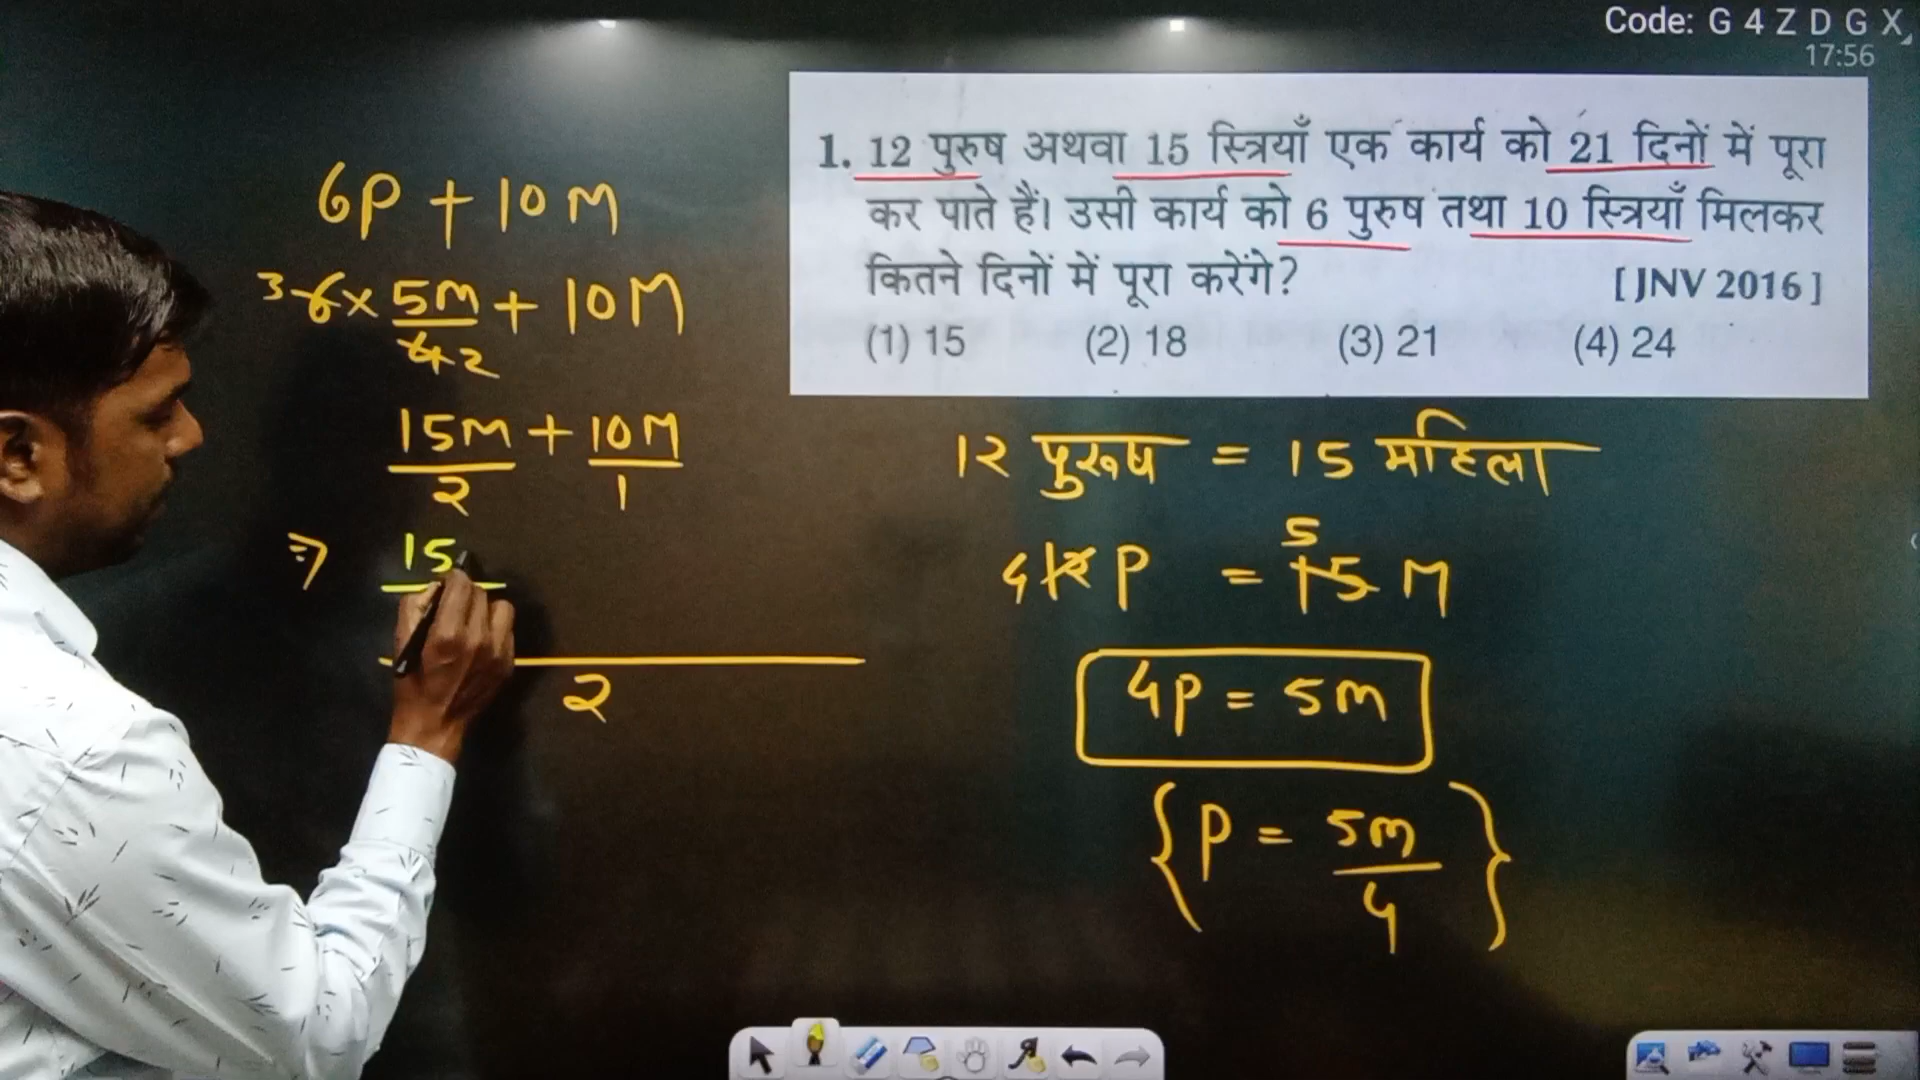 Code: G 4 Z D G X
17:56
1. 12 पुरुष अथवा 15 स्त्रियाँ एक कार्य को 21 दिनों में पूरा
कर पाते हैं। उसी कार्य को 6 पुरुष तथा 10 स्त्रियाँ मिलकर
कितने दिनों में पूरा करेंगे? [JNV 2016]
(1) 15 (2) 18 (3) 21 (4) 24
6P + 10M
3 6 × 5M/4 2 + 10M
15M/2 + 10M/1
⇒ 15
2
12 पुरूष = 15 महिला
4 12 P = 5 15 M
4P = 5M
{P = 5M/4}